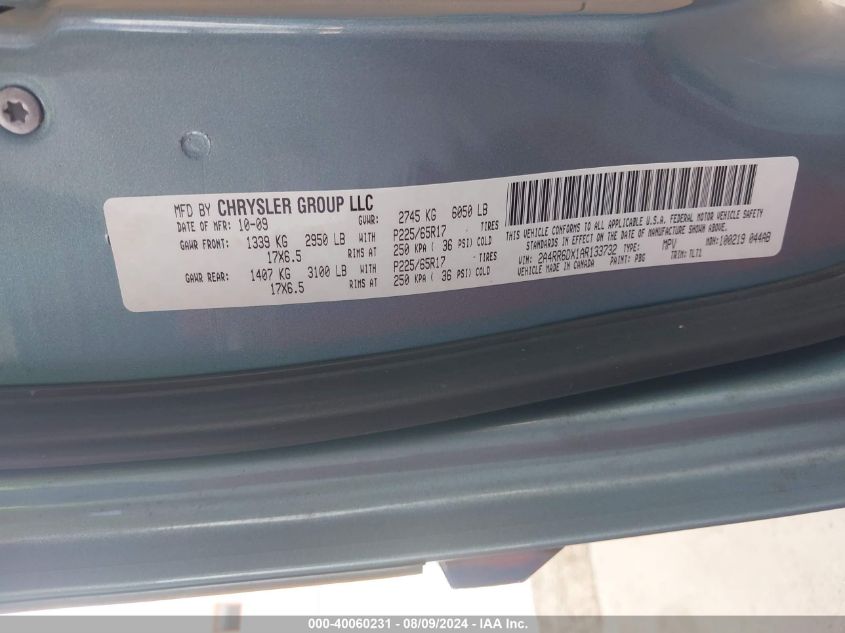 MFD BY CHRYSLER GROUP LLC
DATE OF MFR: 10-09 GVWR: 2745 KG 6050 LB
GAWR FRONT: 1339 KG 2950 LB WITH P225/65R17 TIRES
17X6.5 RIMS AT 250 KPA ( 36 PSI) COLD
GAWR REAR: 1407 KG 3100 LB WITH P225/65R17 TIRES
17X6.5 RIMS AT 250 KPA ( 36 PSI) COLD
THIS VEHICLE CONFORMS TO ALL APPLICABLE U.S.A. FEDERAL MOTOR VEHICLE SAFETY
STANDARDS IN EFFECT ON THE DATE OF MANUFACTURE SHOWN ABOVE.
VIN: 2A4RR6DX1AR133732 TYPE: MPV MDH: 100219 044AB
VEHICLE MADE IN CANADA PAINT: PBG TRIM: TLT1
000-40060231 - 08/09/2024 - IAA Inc.